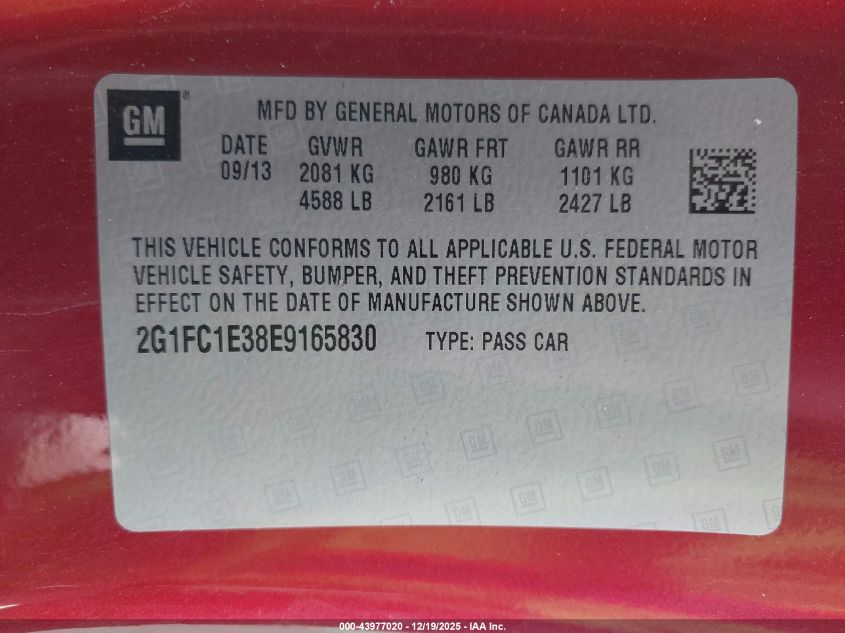 GM®
MFD BY GENERAL MOTORS OF CANADA LTD.
DATE GVWR GAWR FRT GAWR RR
09/13 2081 KG 980 KG 1101 KG
4588 LB 2161 LB 2427 LB
THIS VEHICLE CONFORMS TO ALL APPLICABLE U.S. FEDERAL MOTOR
VEHICLE SAFETY, BUMPER, AND THEFT PREVENTION STANDARDS IN
EFFECT ON THE DATE OF MANUFACTURE SHOWN ABOVE.
2G1FC1E38E9165830 TYPE: PASS CAR
000-43977020 - 12/19/2025 - IAA Inc.